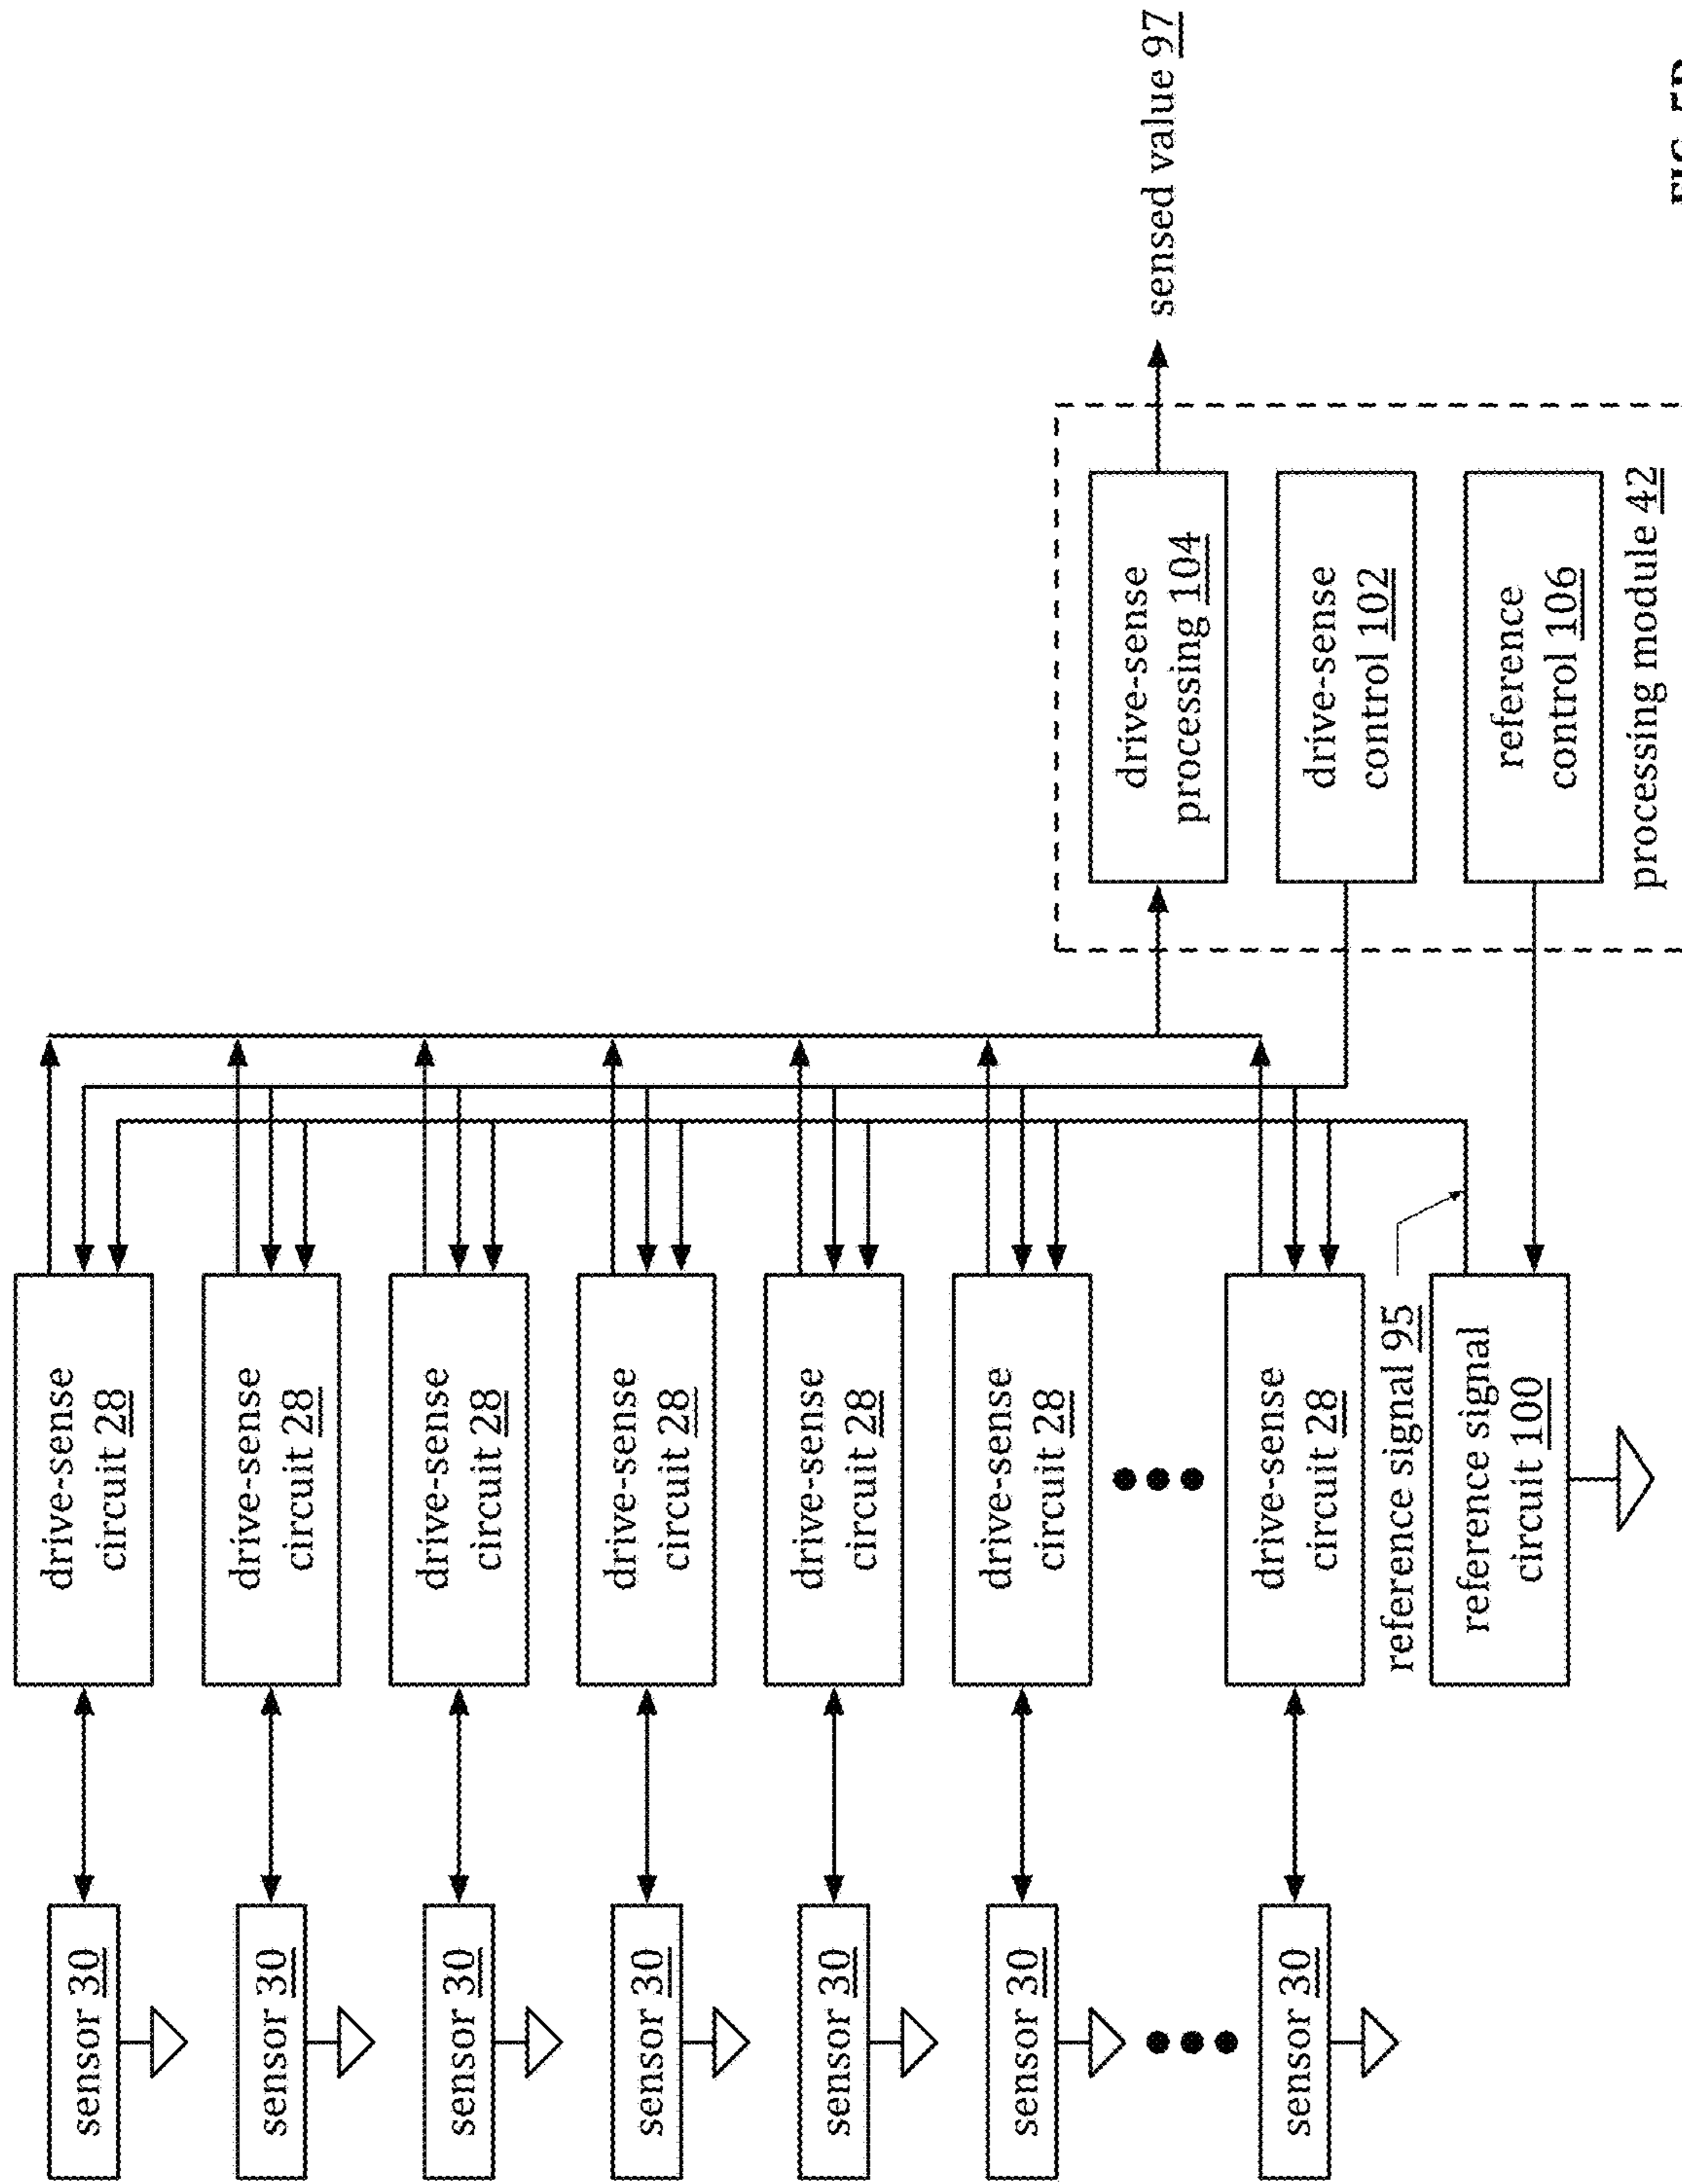 sensor 30
drive-sense
circuit 28
sensor 30
drive-sense
circuit 28
sensor 30
drive-sense
circuit 28
sensor 30
drive-sense
circuit 28
sensor 30
drive-sense
circuit 28
sensor 30
drive-sense
circuit 28
sensor 30
drive-sense
circuit 28
reference signal 95
reference signal
circuit 100
drive-sense
processing 104
drive-sense
control 102
reference
control 106
processing module 42
sensed value 97